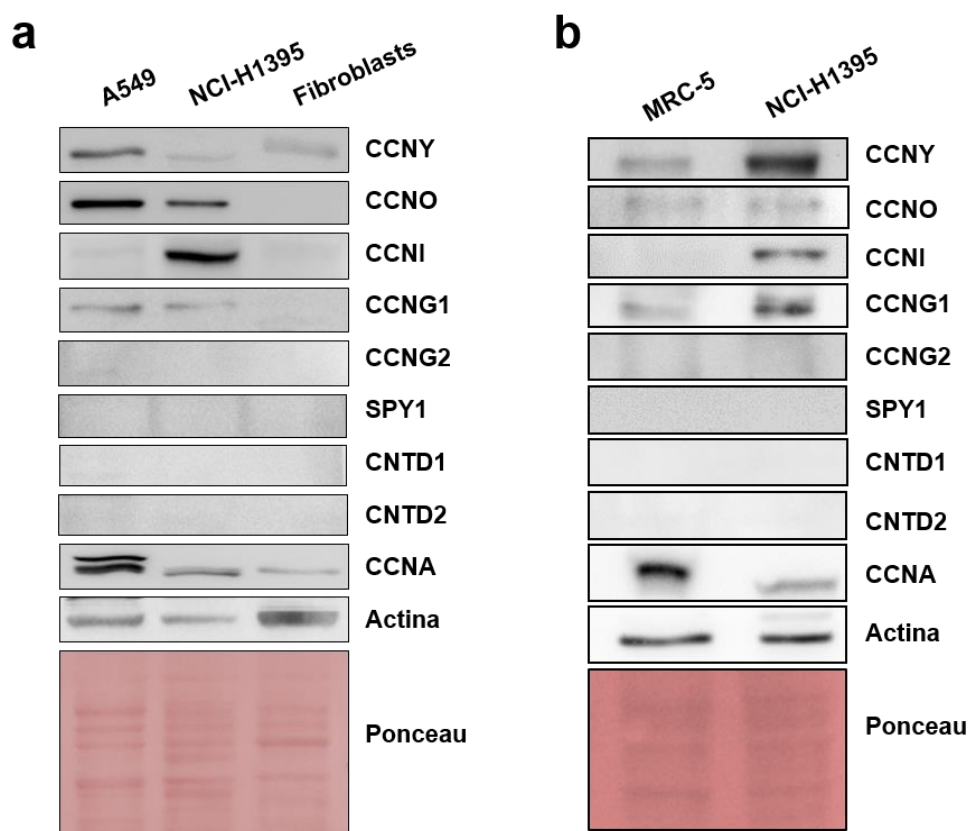 a
A549
NCI-H1395
Fibroblasts
CCNY
CCNO
CCNI
CCNG1
CCNG2
SPY1
CNTD1
CNTD2
CCNA
Actina
Ponceau
b
MRC-5
NCI-H1395
CCNY
CCNO
CCNI
CCNG1
CCNG2
SPY1
CNTD1
CNTD2
CCNA
Actina
Ponceau